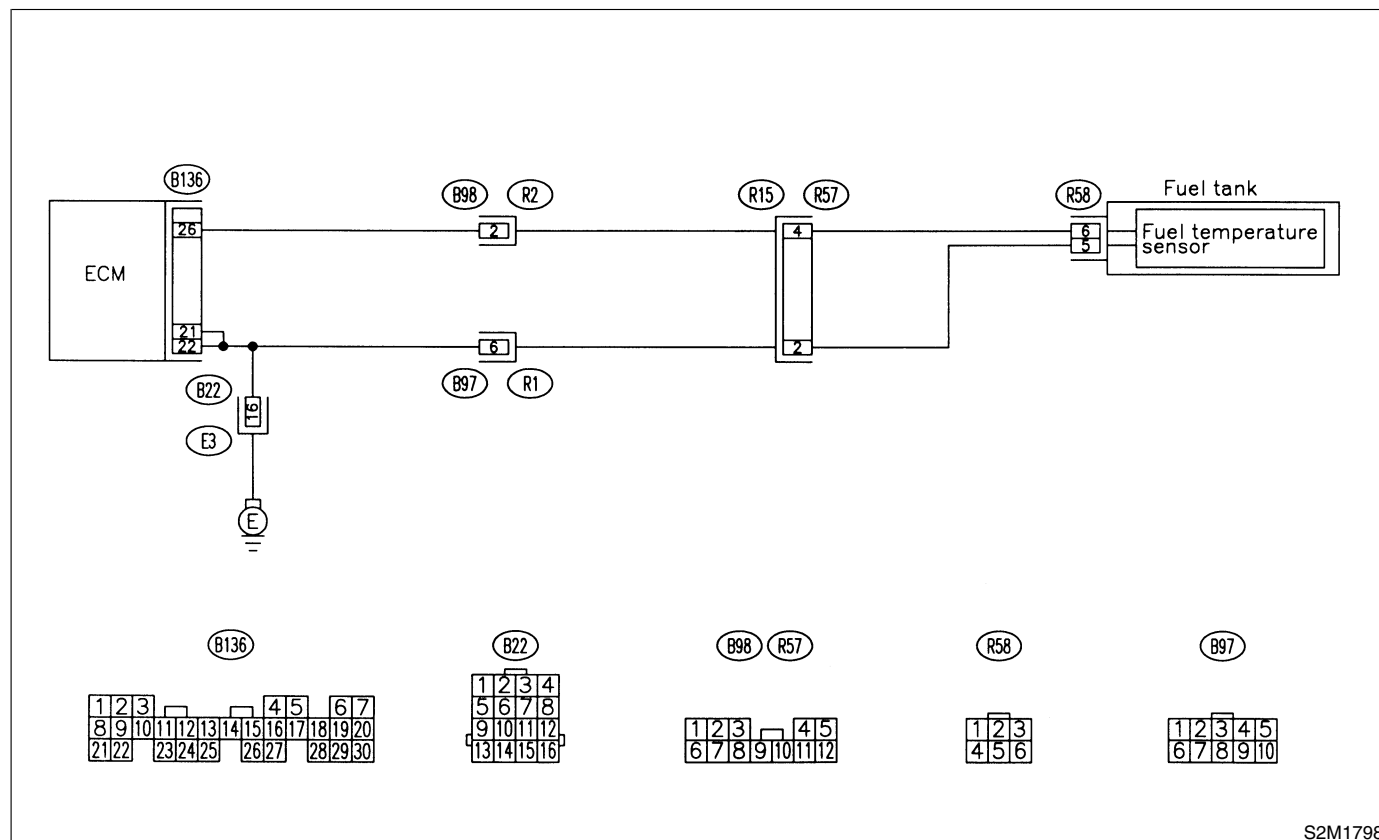 B136
B98 R2
R15 R57
R58
Fuel tank
26
2
4
6
Fuel temperature
5
sensor
ECM
21
22
6
2
B22
B97 R1
16
E3
E
B136
B22
B98 R57
R58
B97
1 2 3 4 5 6 7
8 9 10 11 12 13 14 15 16 17 18 19 20
21 22 23 24 25 26 27 28 29 30
1 2 3 4
5 6 7 8
9 10 11 12
13 14 15 16
1 2 3 4 5
6 7 8 9 10 11 12
1 2 3
4 5 6
1 2 3 4 5
6 7 8 9 10
S2M1798